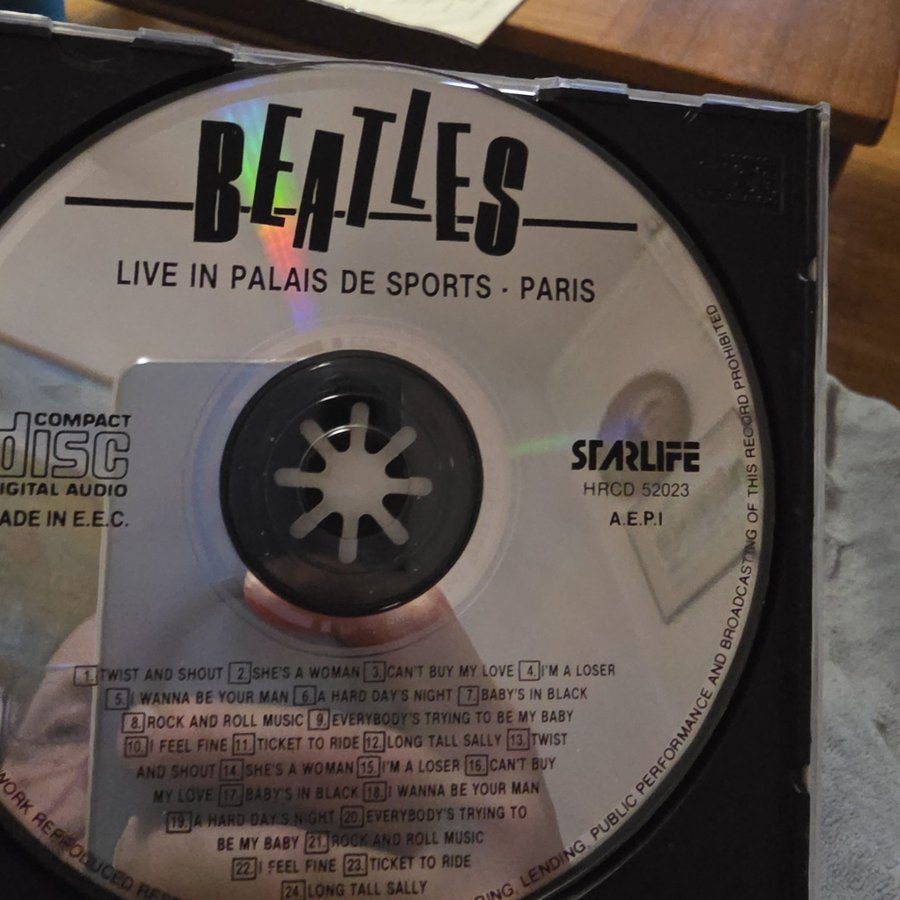 BEATLES
LIVE IN PALAIS DE SPORTS · PARIS
COMPACT
disc
DIGITAL AUDIO
MADE IN E.E.C.
STARLIFE
HRCD 52023
A.E.P.I
1. TWIST AND SHOUT 2. SHE'S A WOMAN 3. CAN'T BUY MY LOVE 4. I'M A LOSER
5. I WANNA BE YOUR MAN 6. A HARD DAY'S NIGHT 7. BABY'S IN BLACK
8. ROCK AND ROLL MUSIC 9. EVERYBODY'S TRYING TO BE MY BABY
10. I FEEL FINE 11. TICKET TO RIDE 12. LONG TALL SALLY 13. TWIST
AND SHOUT 14. SHE'S A WOMAN 15. I'M A LOSER 16. CAN'T BUY
MY LOVE 17. BABY'S IN BLACK 18. I WANNA BE YOUR MAN
19. A HARD DAY'S NIGHT 20. EVERYBODY'S TRYING TO
BE MY BABY 21. ROCK AND ROLL MUSIC
22. I FEEL FINE 23. TICKET TO RIDE
24. LONG TALL SALLY
WORK REPRODUCED
LENDING, PUBLIC PERFORMANCE AND BROADCASTING OF THIS RECORD PROHIBITED